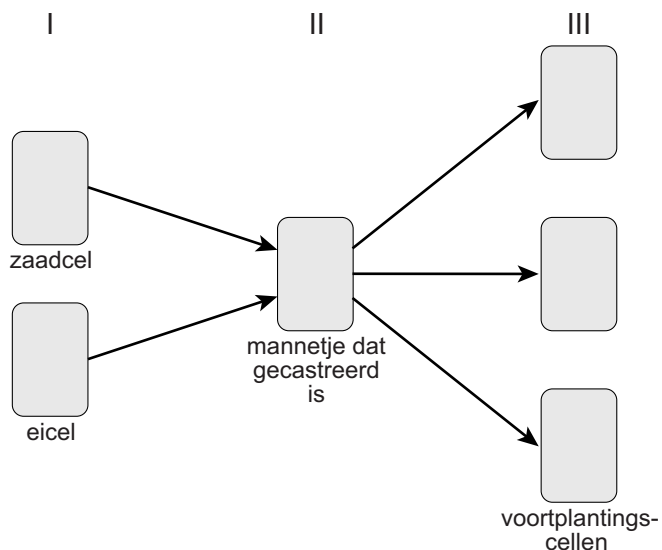 I
II
III
zaadcel
eicel
mannetje dat
gecastreerd
is
voortplantings-
cellen